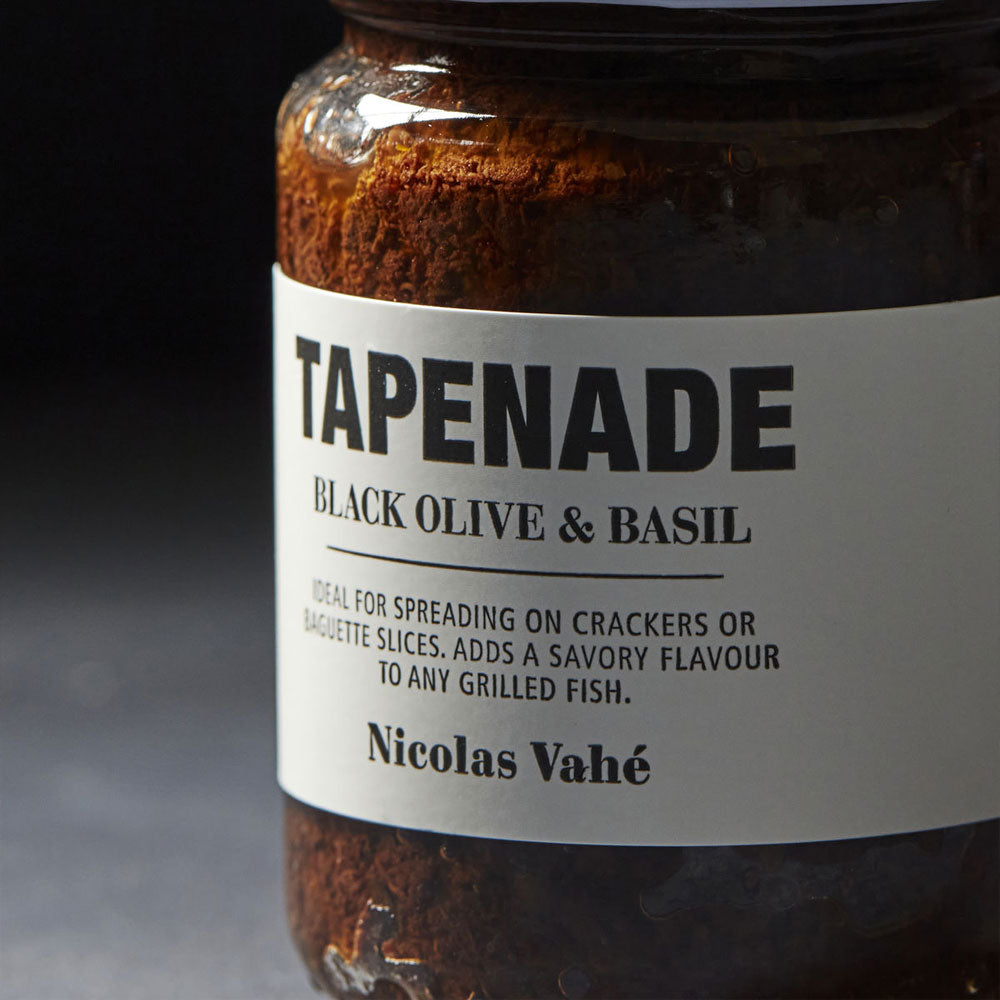 TAPENADE
BLACK OLIVE & BASIL
IDEAL FOR SPREADING ON CRACKERS OR
BAGUETTE SLICES. ADDS A SAVORY FLAVOUR
TO ANY GRILLED FISH.
Nicolas Vahé